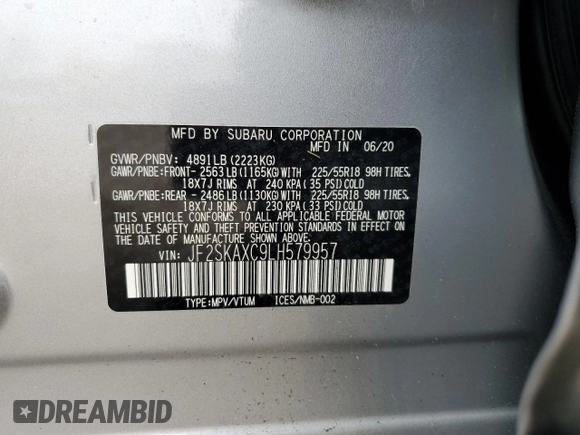 MFD BY SUBARU CORPORATION
MFD IN 06/20
GVWR/PNBV: 4891LB (2223KG)
GAWR/PNBE:FRONT- 2563LB (1165KG) WITH 225/55R18 98H TIRES,
18X7J RIMS AT 240 KPA (35 PSI) COLD
GAWR/PNBE:REAR - 2486LB (1130KG) WITH 225/55R18 98H TIRES,
18X7J RIMS AT 230 KPA (33 PSI) COLD
THIS VEHICLE CONFORMS TO ALL APPLICABLE FEDERAL MOTOR
VEHICLE SAFETY AND THEFT PREVENTION STANDARDS IN
EFFECT ON THE DATE OF MANUFACTURE SHOWN ABOVE.
VIN: JF2SKAXC9LH579957
TYPE:MPV/VTUM ICES/NMB-002
DREAMBID